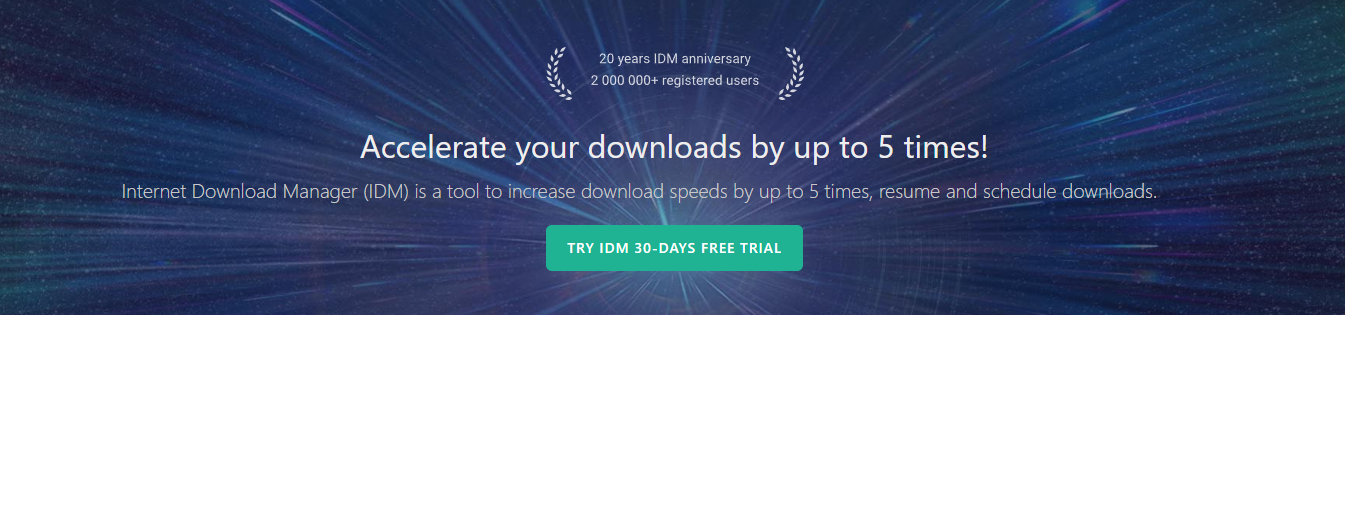 20 years IDM anniversary
2 000 000+ registered users
Accelerate your downloads by up to 5 times!
Internet Download Manager (IDM) is a tool to increase download speeds by up to 5 times, resume and schedule downloads.
TRY IDM 30-DAYS FREE TRIAL